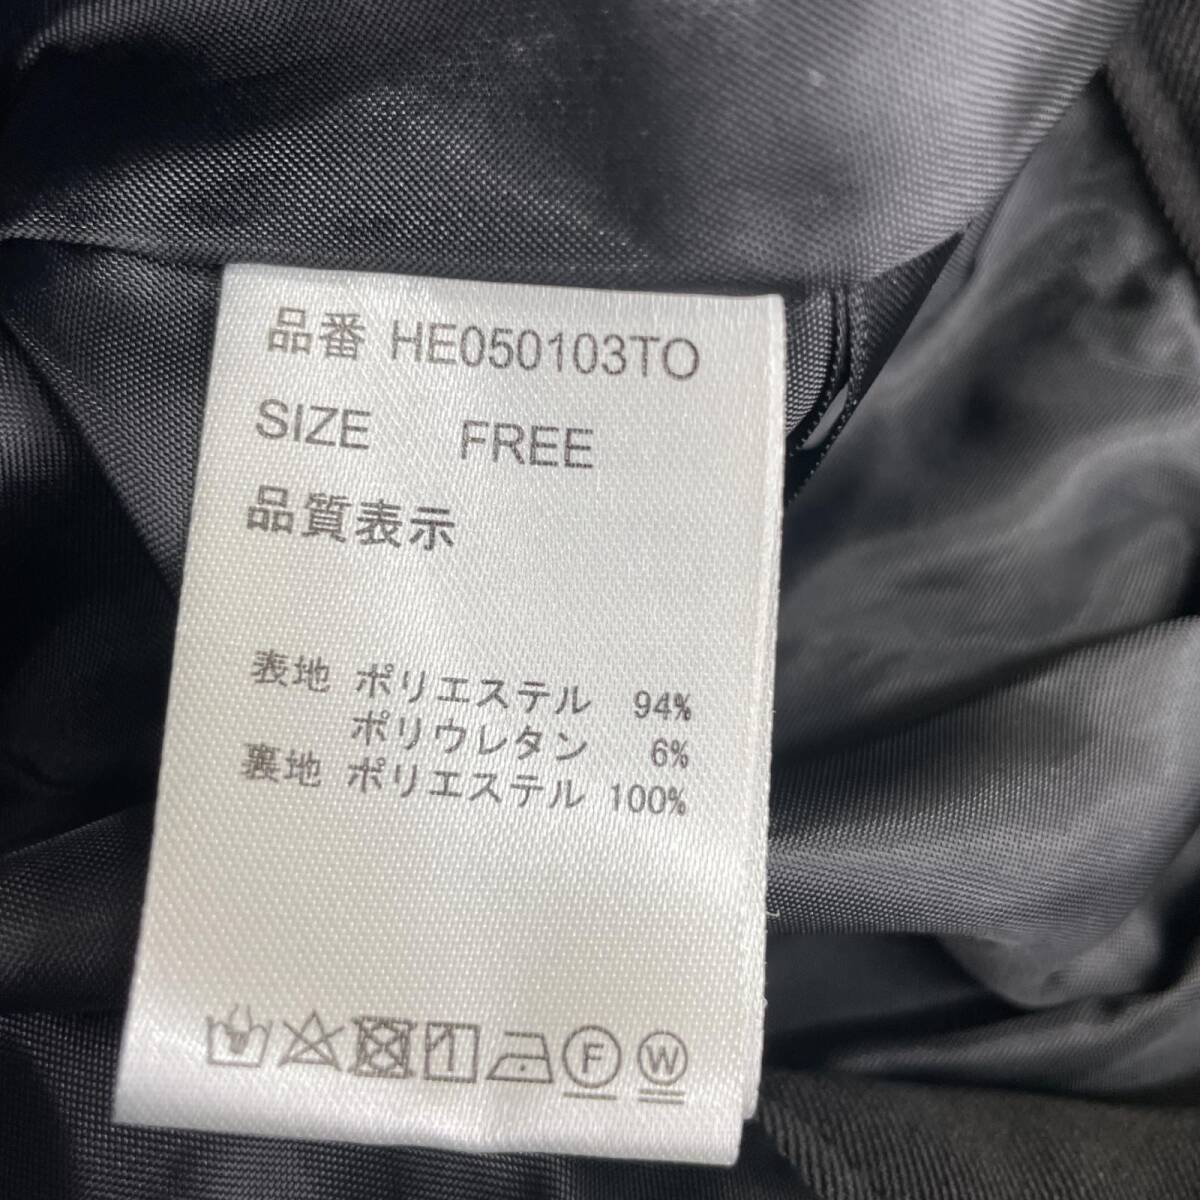 品番 HE050103TO
SIZE FREE
品質表示
表地 ポリエステル 94%
ポリウレタン 6%
裏地 ポリエステル 100%
F W